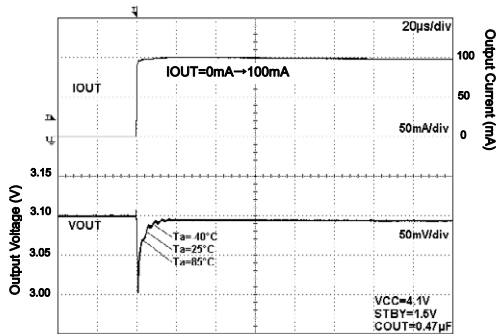 20μs/div
IOUT=0mA→100mA
IOUT
50mA/div
100
50
0
Output Current (mA)
3.15
3.10
3.05
3.00
Output Voltage (V)
VOUT
50mV/div
Ta=-40°C
Ta=25°C
Ta=85°C
VCC=4.1V
STBY=1.5V
COUT=0.47μF